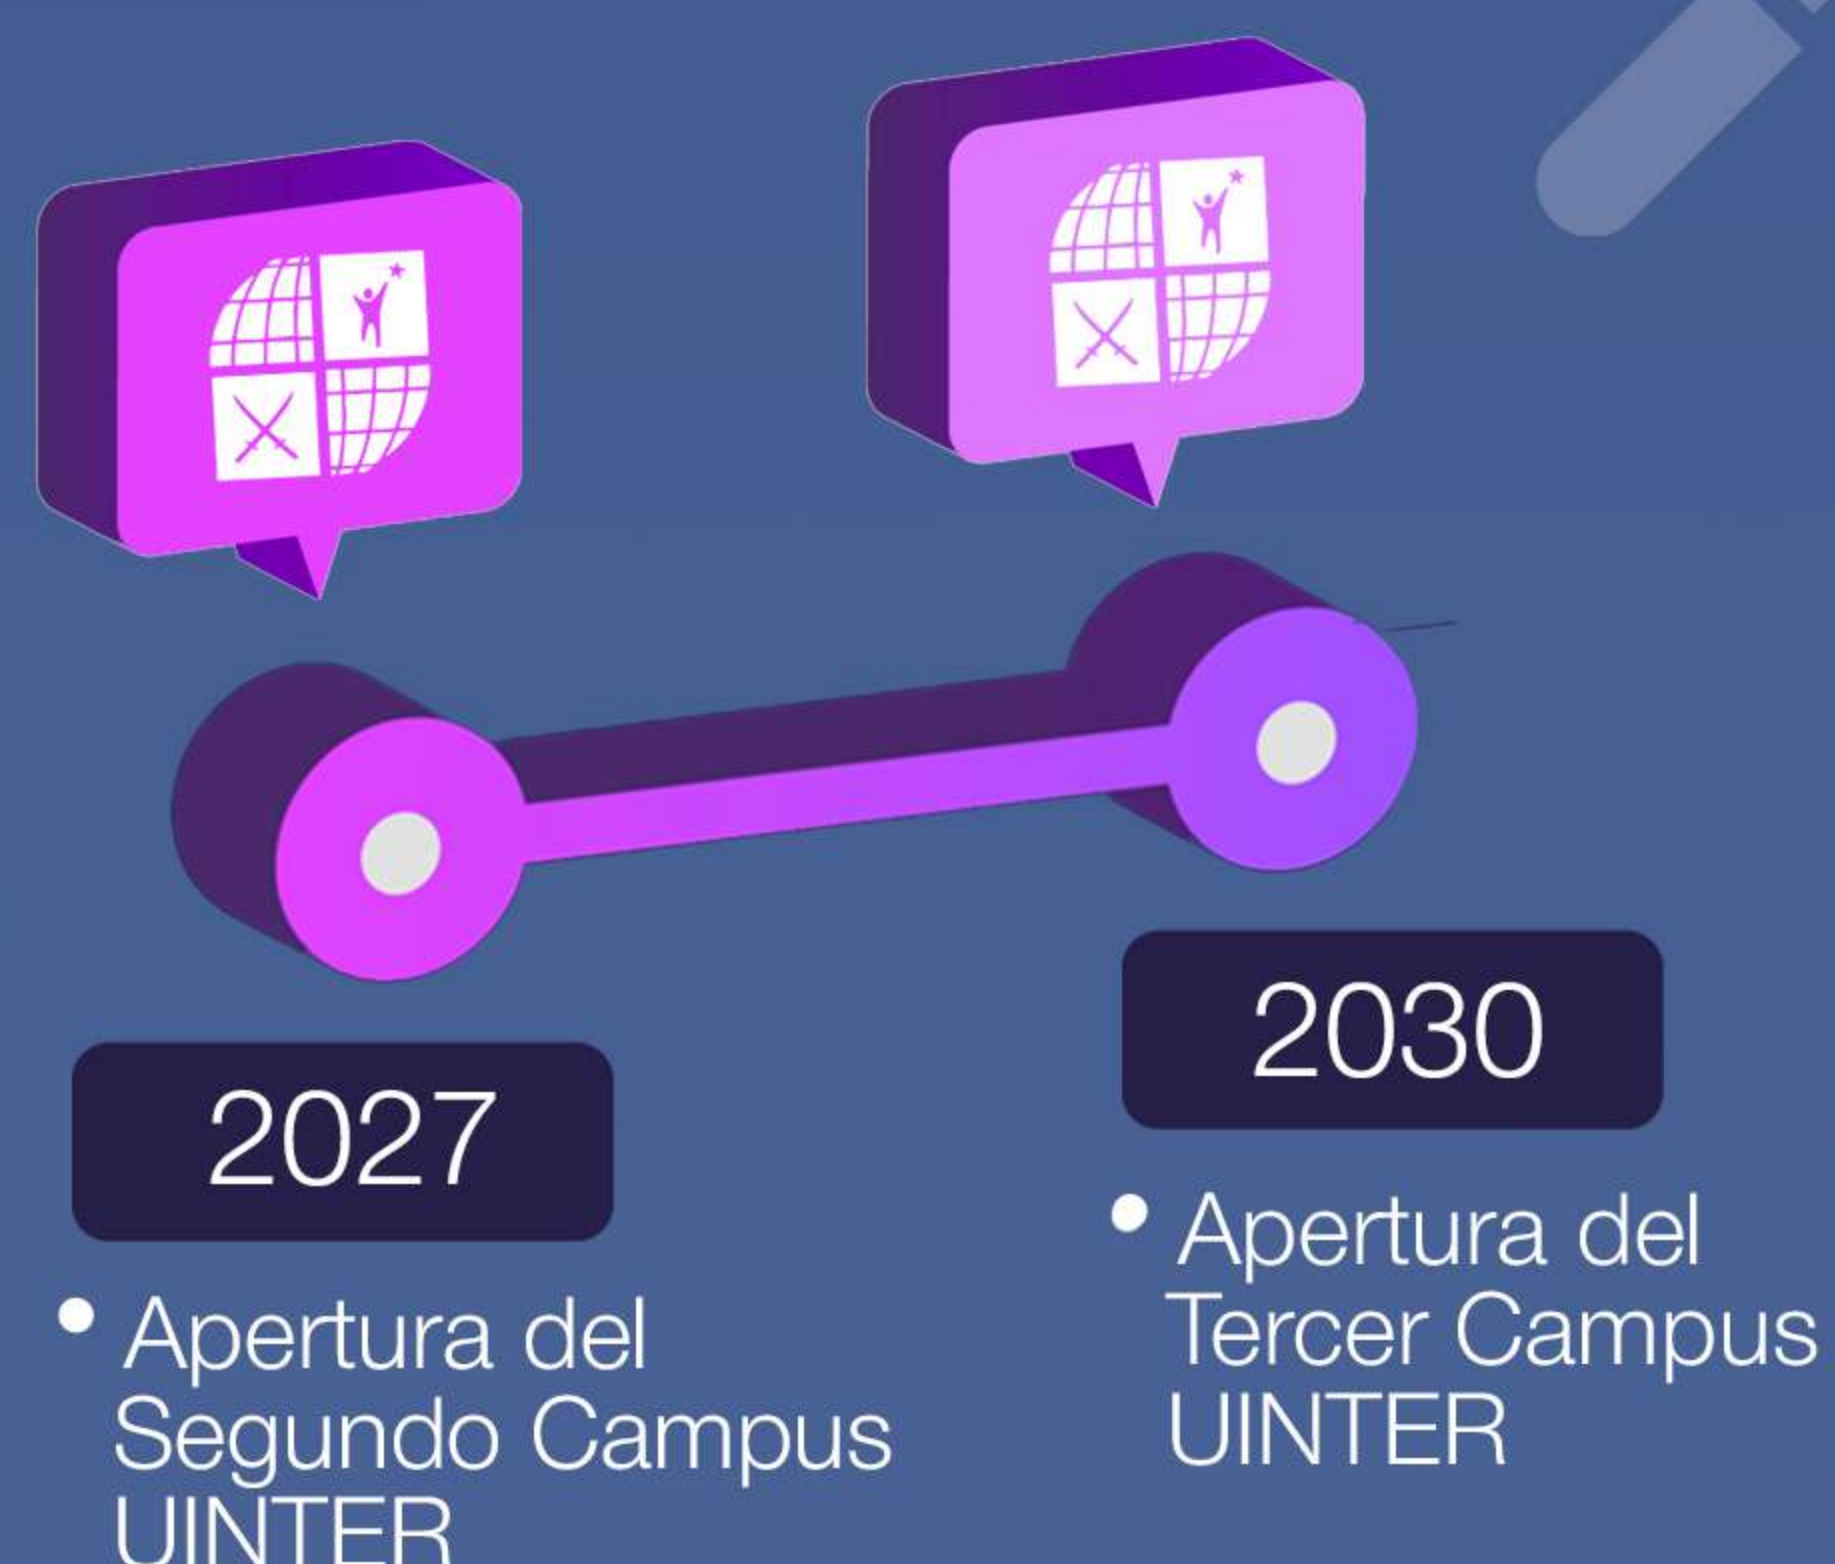 2027
• Apertura del
Segundo Campus
UINTER
2030
• Apertura del
Tercer Campus
UINTER